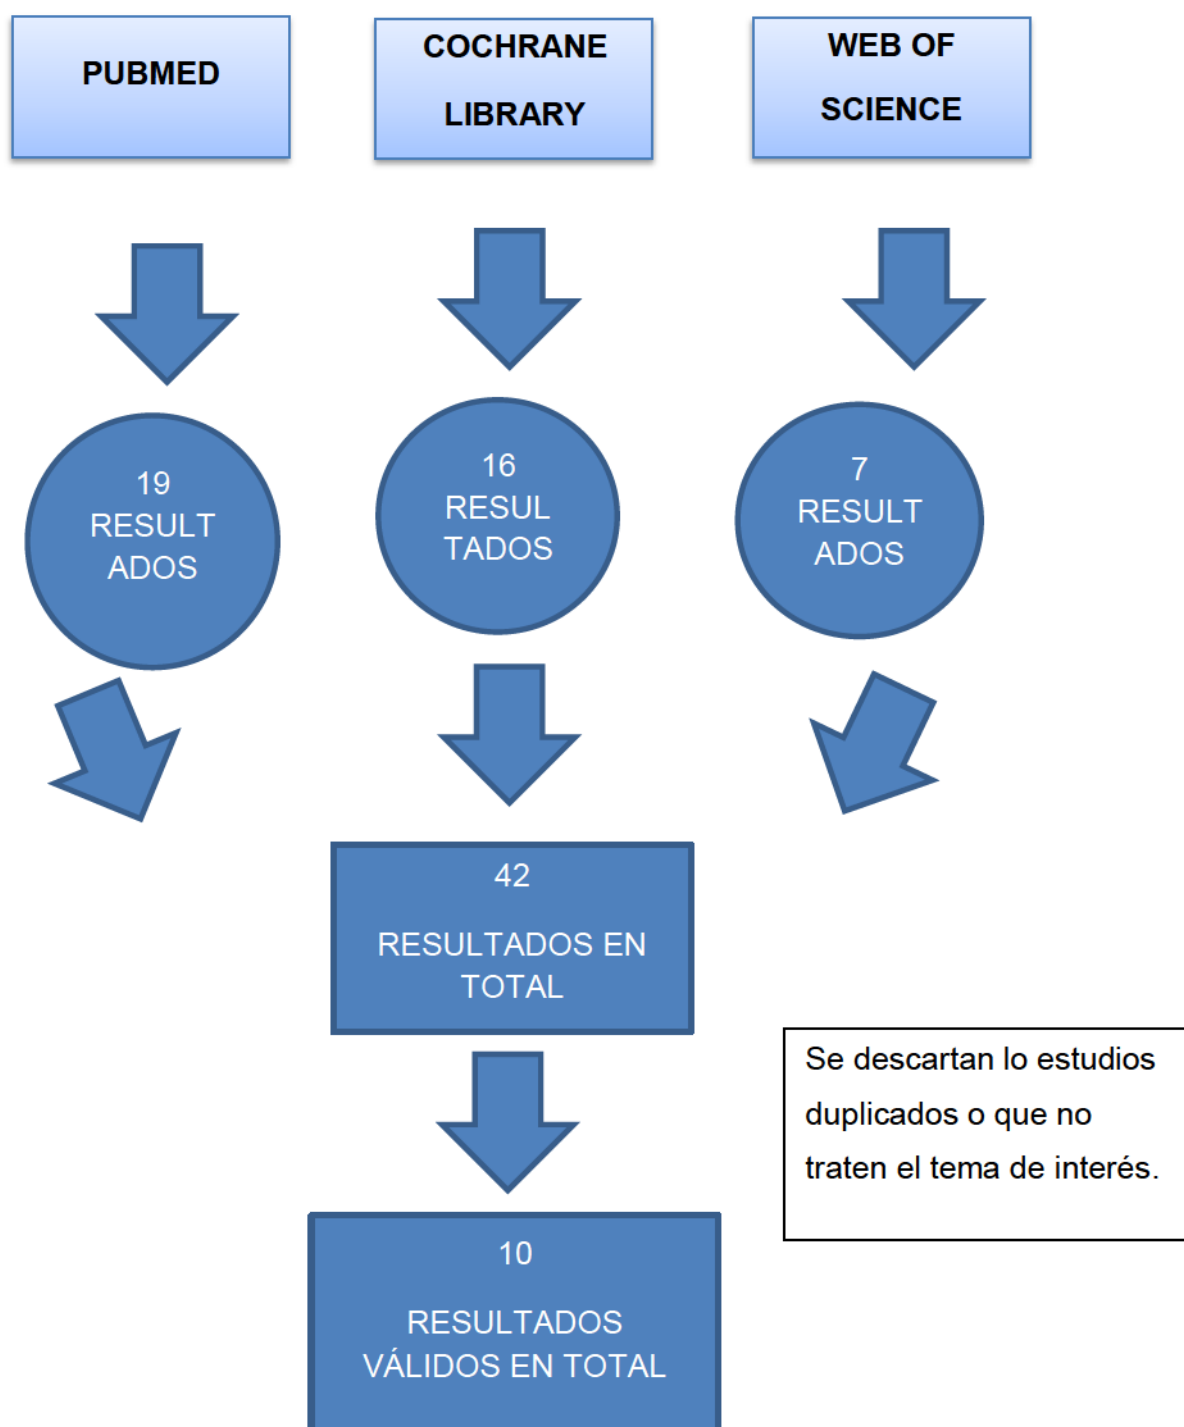 PUBMED
COCHRANE
LIBRARY
WEB OF
SCIENCE
19
RESULT
ADOS
16
RESUL
TADOS
7
RESULT
ADOS
42
RESULTADOS EN
TOTAL
Se descartan lo estudios
duplicados o que no
traten el tema de interés.
10
RESULTADOS
VÁLIDOS EN TOTAL